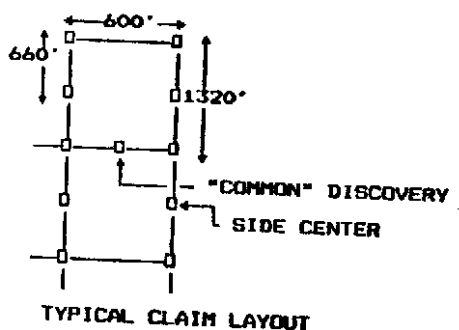 600'
660'
1320'
"COMMON" DISCOVERY
SIDE CENTER
TYPICAL CLAIM LAYOUT